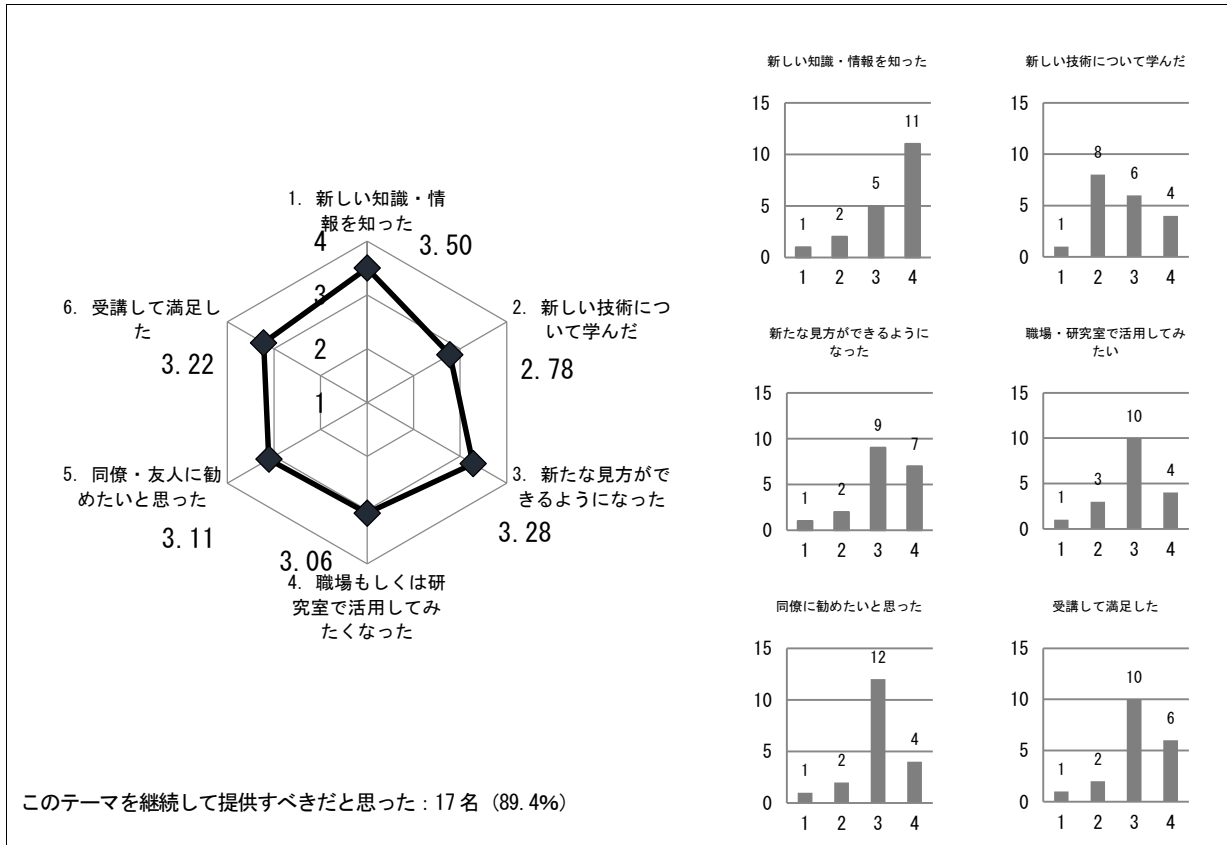 1. 新しい知識・情
報を知った
3.50
2. 新しい技術につ
いて学んだ
2.78
3. 新たな見方がで
きるようになった
3.28
3.06
4. 職場もしくは研
究室で活用してみ
たくなった
5. 同僚・友人に勧
めたいと思った
3.11
6. 受講して満足し
た
3.22
4
3
2
1
このテーマを継続して提供すべきだと思った：17名（89.4%）
新しい知識・情報を知った
15
10
5
0
1
2
5
11
1 2 3 4
新しい技術について学んだ
15
10
5
0
1
8
6
4
1 2 3 4
新たな見方ができるように
なった
15
10
5
0
1
2
9
7
1 2 3 4
職場・研究室で活用してみ
たい
15
10
5
0
1
3
10
4
1 2 3 4
同僚に勧めたいと思った
15
10
5
0
1
2
12
4
1 2 3 4
受講して満足した
15
10
5
0
1
2
10
6
1 2 3 4